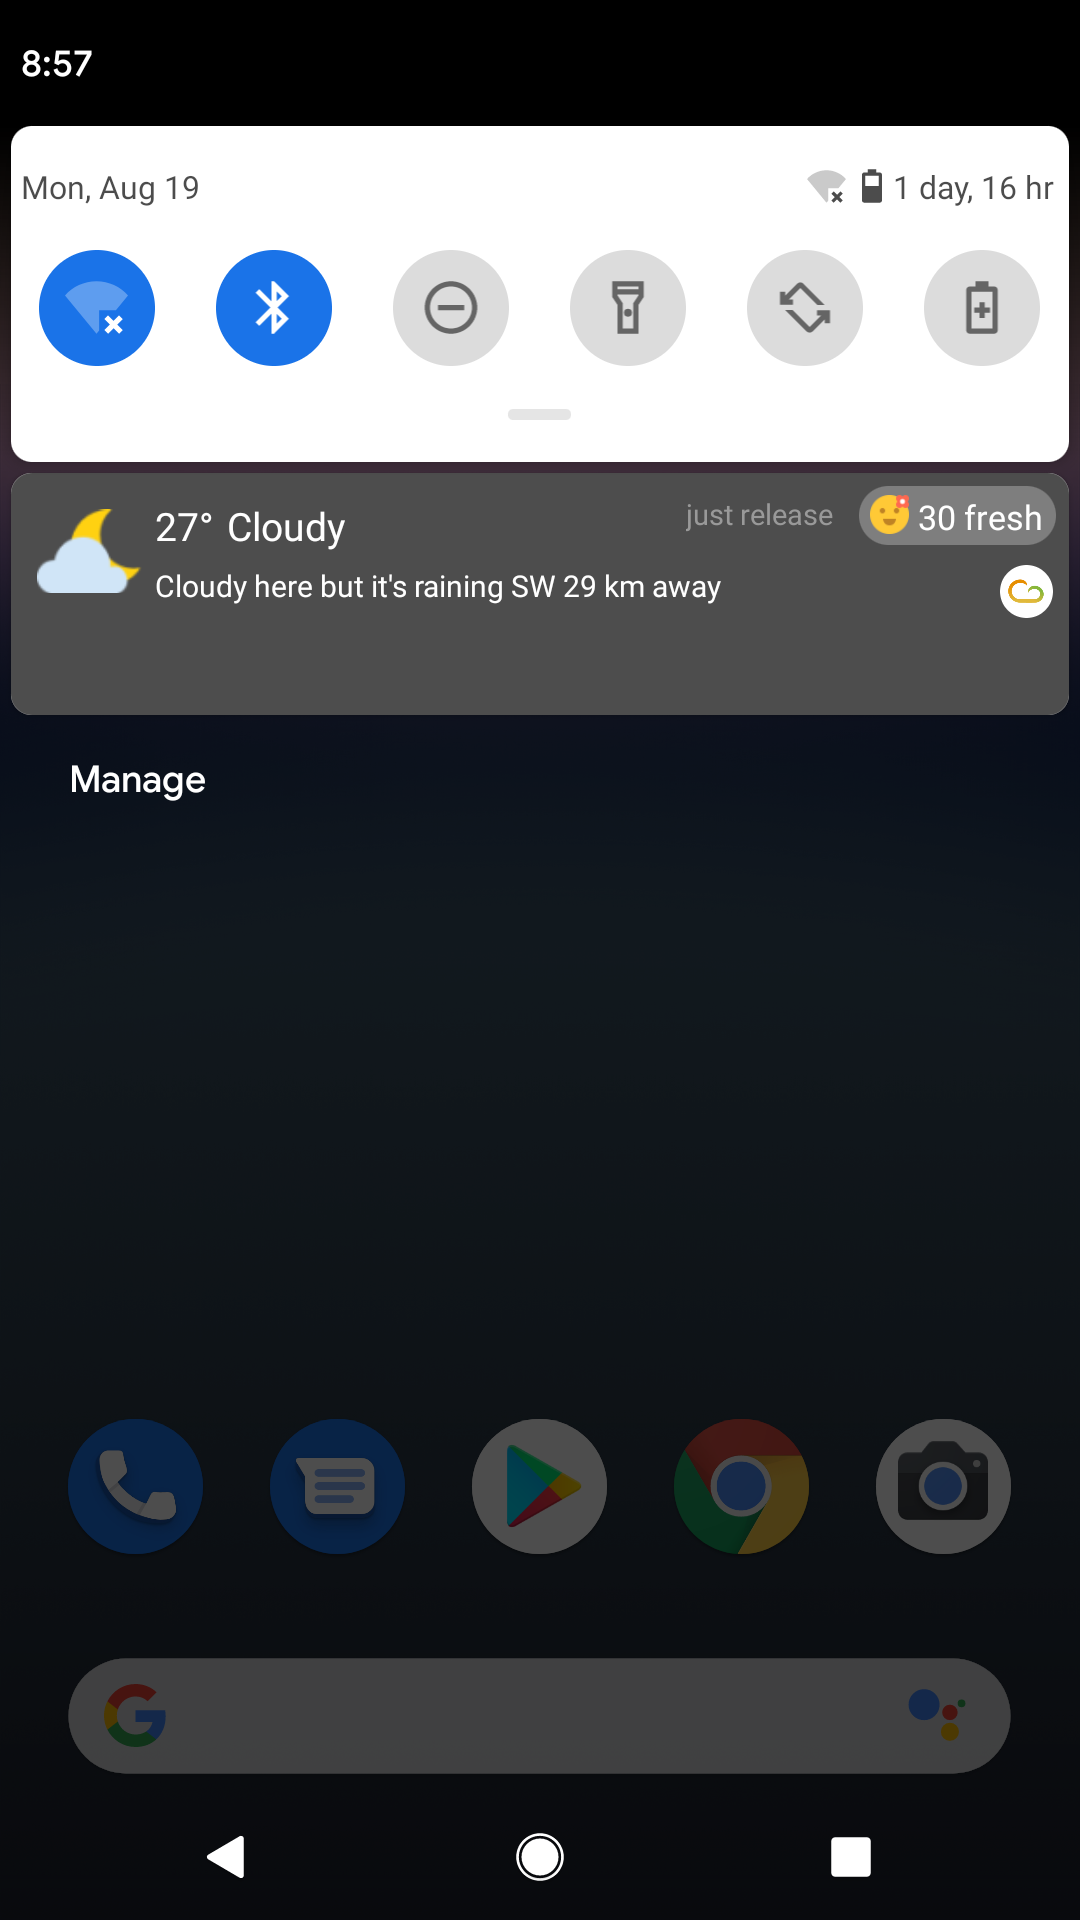 8:57
Mon, Aug 19
1 day, 16 hr
27° Cloudy
just release
30 fresh
Cloudy here but it's raining SW 29 km away
Manage